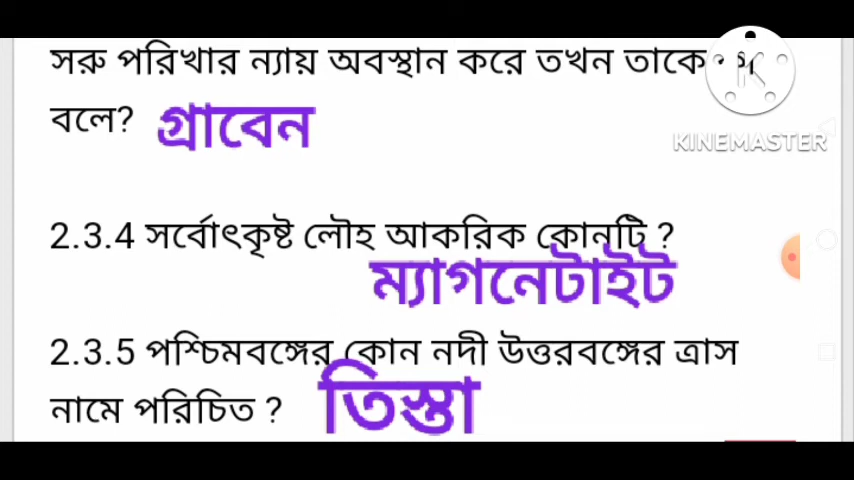 সরু পরিখার ন্যায় অবস্থান করে তখন তাকে
বলে? গ্রাবেন
KINEMASTER
2.3.4 সর্বোৎকৃষ্ট লৌহ আকরিক কোনটি ?
ম্যাগনেটাইট
2.3.5 পশ্চিমবঙ্গের কোন নদী উত্তরবঙ্গের ত্রাস
নামে পরিচিত ? তিস্তা